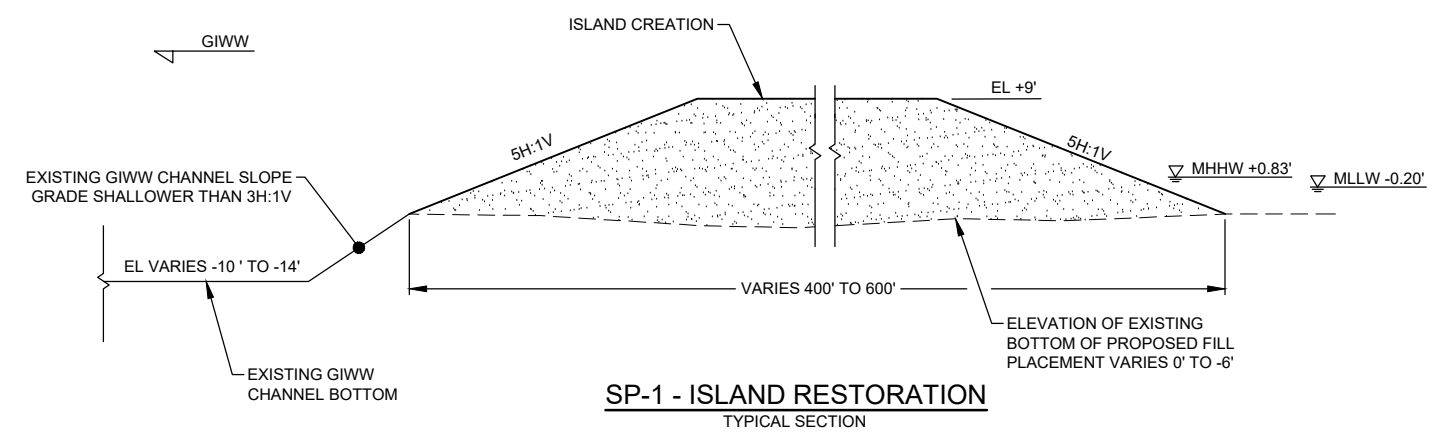 ISLAND CREATION
GIWW
EL +9'
5H:1V
5H:1V
MHHW +0.83'
MLLW -0.20'
EXISTING GIWW CHANNEL SLOPE
GRADE SHALLOWER THAN 3H:1V
EL VARIES -10 ' TO -14'
VARIES 400' TO 600'
ELEVATION OF EXISTING
BOTTOM OF PROPOSED FILL
PLACEMENT VARIES 0' TO -6'
EXISTING GIWW
CHANNEL BOTTOM
SP-1 - ISLAND RESTORATION
TYPICAL SECTION